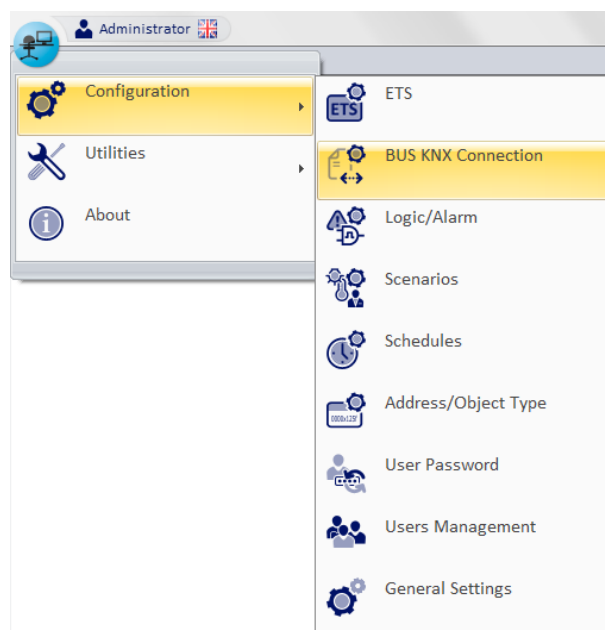 Administrator
Configuration
Utilities
About
ETS
ETS
BUS KNX Connection
Logic/Alarm
Scenarios
Schedules
Address/Object Type
User Password
Users Management
General Settings